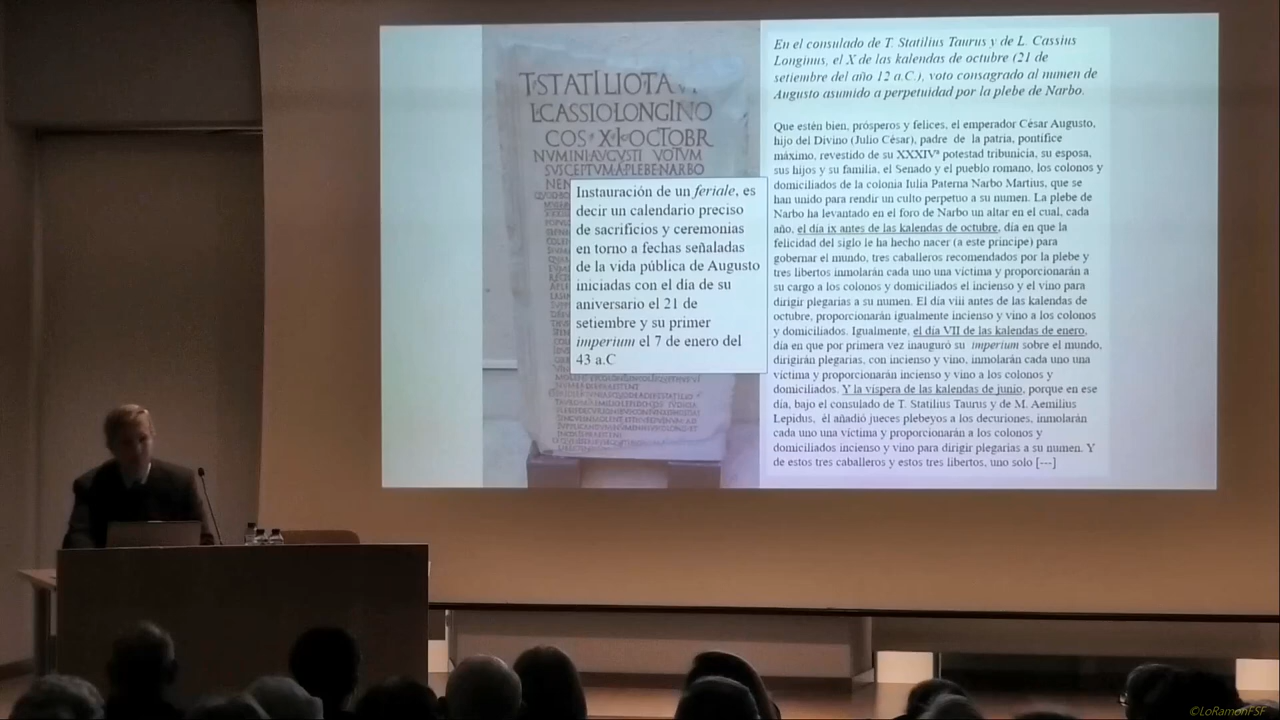 T·STATILIOTA
L·CASSIOLONGINO
COS· X·K·OCTOBR
NVMINIAVGVSTI VOTVM
SVSCEPTVMAPLEBENARBO
Instauración de un feriale, es
decir un calendario preciso
de sacrificios y ceremonias
en torno a fechas señaladas
de la vida pública de Augusto
iniciadas con el día de su
aniversario el 21 de
setiembre y su primer
imperium el 7 de enero del
43 a.C
En el consulado de T. Statilius Taurus y de L. Cassius
Longinus, el X de las kalendas de octubre (21 de
setiembre del año 12 a.C.), voto consagrado al numen de
Augusto asumido a perpetuidad por la plebe de Narbo.
Que estén bien, prósperos y felices, el emperador César Augusto,
hijo del Divino (Julio César), padre de la patria, pontífice
máximo, revestido de su XXXIVª potestad tribunicia, su esposa,
sus hijos y su familia, el Senado y el pueblo romano, los colonos y
domiciliados de la colonia Iulia Paterna Narbo Martius, que se
han unido para rendir un culto perpetuo a su numen. La plebe de
Narbo ha levantado en el foro de Narbo un altar en el cual, cada
año, el día ix antes de las kalendas de octubre, día en que la
felicidad del siglo le ha hecho nacer (a este príncipe) para
gobernar el mundo, tres caballeros recomendados por la plebe y
tres libertos inmolarán cada uno una víctima y proporcionarán a
su cargo a los colonos y domiciliados el incienso y el vino para
dirigir plegarias a su numen. El día viii antes de las kalendas de
octubre, proporcionarán igualmente incienso y vino a los colonos
y domiciliados. Igualmente, el día VII de las kalendas de enero,
día en que por primera vez inauguró su imperium sobre el mundo,
dirigirán plegarias, con incienso y vino, inmolarán cada uno una
víctima y proporcionarán incienso y vino a los colonos y
domiciliados. Y la víspera de las kalendas de junio, porque en ese
día, bajo el consulado de T. Statilius Taurus y de M. Aemilius
Lepidus, él añadió jueces plebeyos a los decuriones, inmolarán
cada uno una víctima y proporcionarán a los colonos y
domiciliados incienso y vino para dirigir plegarias a su numen. Y
de estos tres caballeros y estos tres libertos, uno solo [---]
©LoRamonFSF